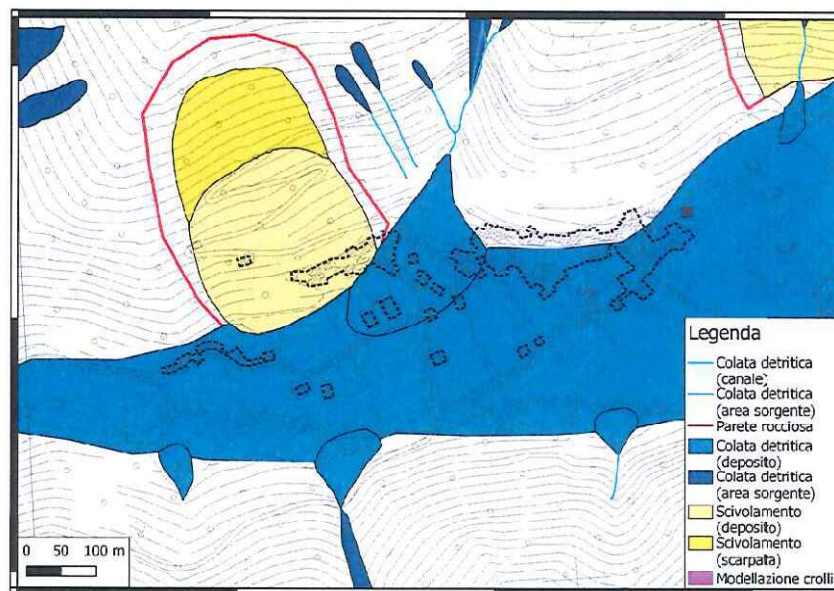 Legenda
Colata detritica
(canale)
Colata detritica
(area sorgente)
Parete rocciosa
Colata detritica
(deposito)
Colata detritica
(area sorgente)
Scivolamento
(deposito)
Scivolamento
(scarpata)
Modellazione crolli
0 50 100 m